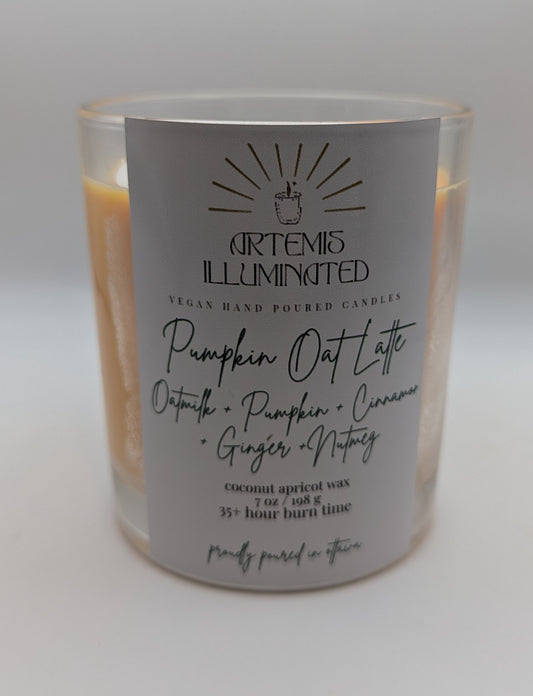 ARTEMIS
ILLUMINATED
VEGAN HAND POURED CANDLES
Pumpkin Oat Latte
Oatmilk + Pumpkin + Cinnamon
+ Ginger + Nutmeg
coconut apricot wax
7 oz / 198 g
35+ hour burn time
proudly poured in ottawa